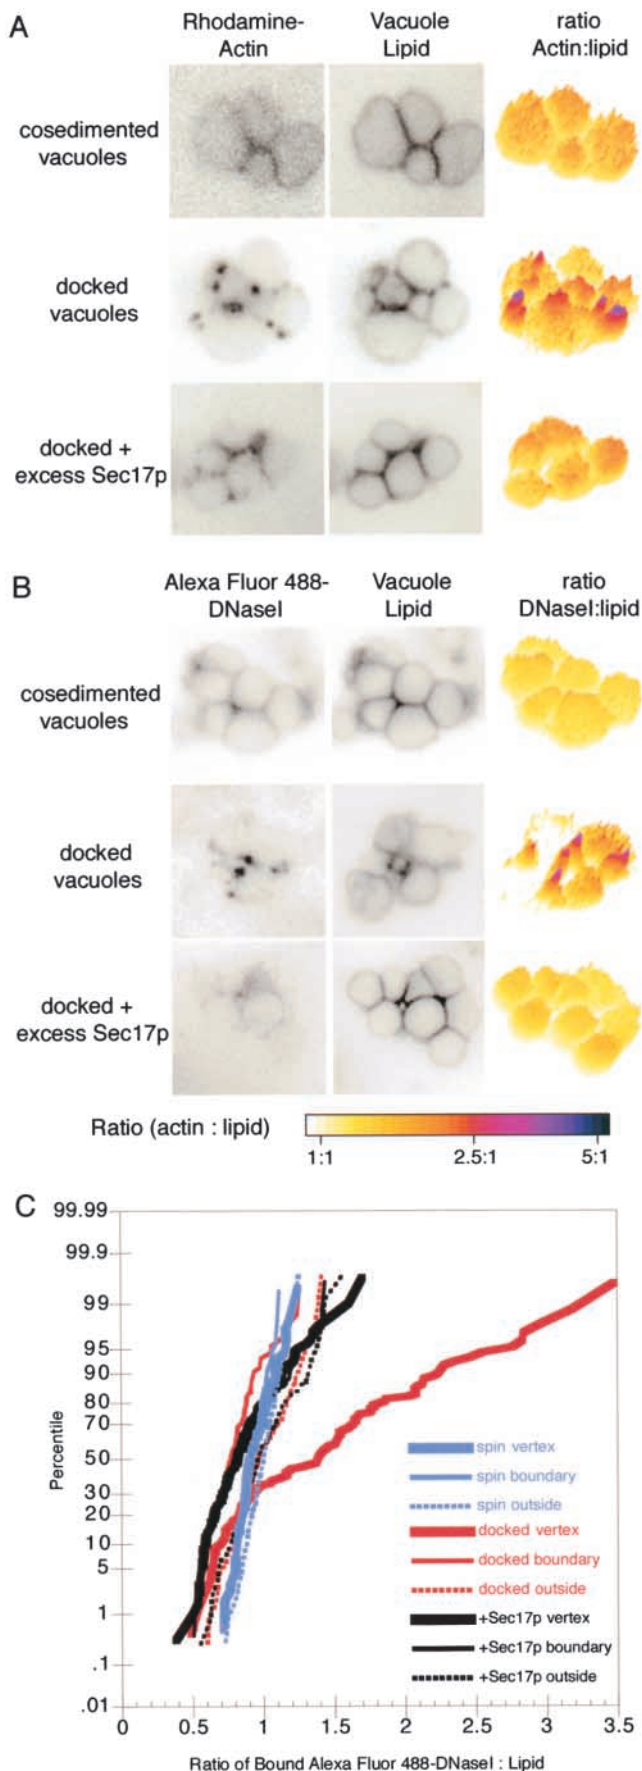 A
Rhodamine-
Actin
Vacuole
Lipid
ratio
Actin:lipid
cosedimented
vacuoles
docked
vacuoles
docked +
excess Sec17p
B
Alexa Fluor 488-
DNaseI
Vacuole
Lipid
ratio
DNaseI:lipid
cosedimented
vacuoles
docked
vacuoles
docked +
excess Sec17p
Ratio (actin : lipid)
1:1
2.5:1
5:1
C
99.99
99.9
99
95
90
80
70
50
30
20
10
5
1
.1
.01
Percentile
spin vertex
spin boundary
spin outside
docked vertex
docked boundary
docked outside
+Sec17p vertex
+Sec17p boundary
+Sec17p outside
0
0.5
1
1.5
2
2.5
3
3.5
Ratio of Bound Alexa Fluor 488-DNaseI : Lipid